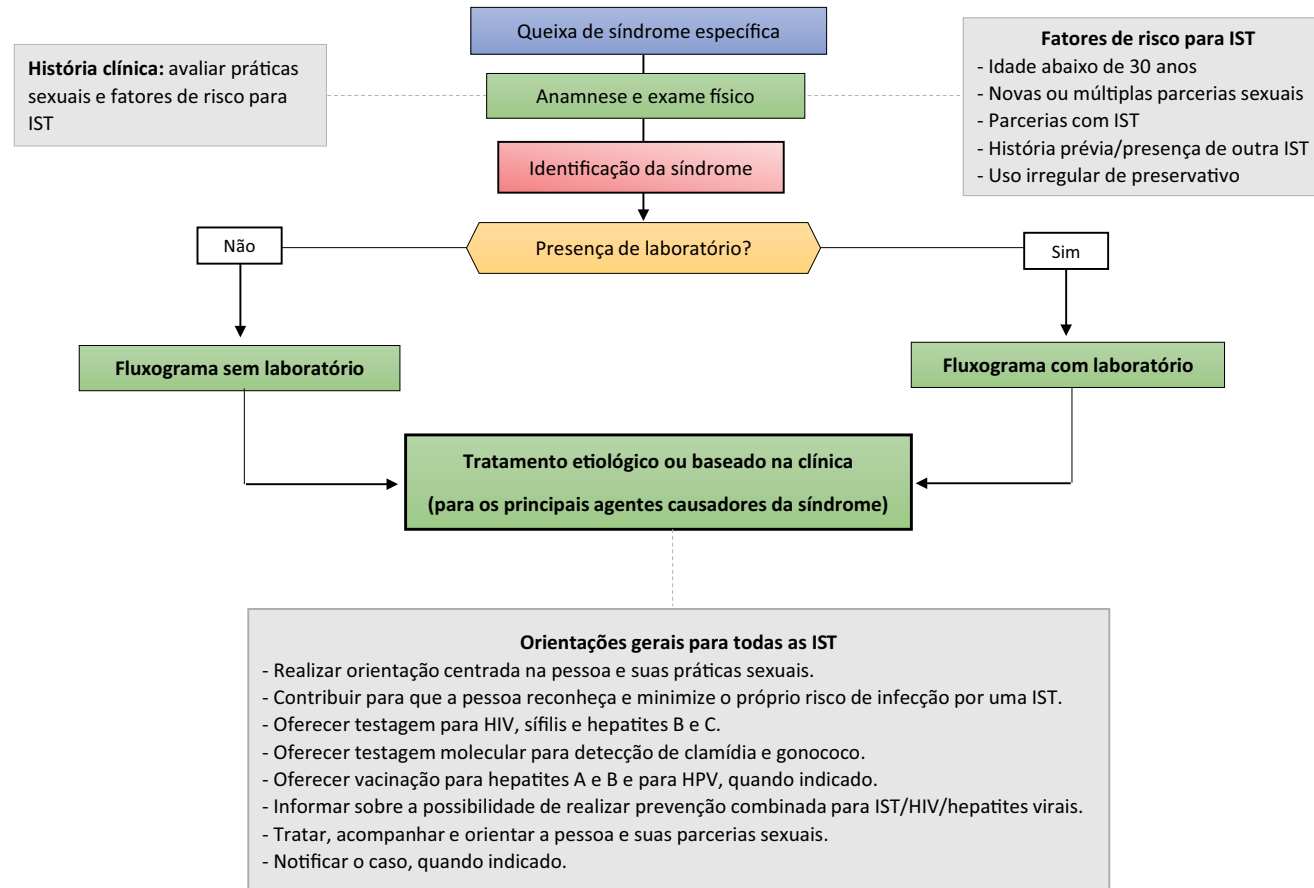 Queixa de síndrome específica
História clínica: avaliar práticas
sexuais e fatores de risco para
IST
Anamnese e exame físico
Fatores de risco para IST
- Idade abaixo de 30 anos
- Novas ou múltiplas parcerias sexuais
- Parcerias com IST
- História prévia/presença de outra IST
- Uso irregular de preservativo
Identificação da síndrome
Presença de laboratório?
Não
Sim
Fluxograma sem laboratório
Fluxograma com laboratório
Tratamento etiológico ou baseado na clínica
(para os principais agentes causadores da síndrome)
Orientações gerais para todas as IST
- Realizar orientação centrada na pessoa e suas práticas sexuais.
- Contribuir para que a pessoa reconheça e minimize o próprio risco de infecção por uma IST.
- Oferecer testagem para HIV, sífilis e hepatites B e C.
- Oferecer testagem molecular para detecção de clamídia e gonococo.
- Oferecer vacinação para hepatites A e B e para HPV, quando indicado.
- Informar sobre a possibilidade de realizar prevenção combinada para IST/HIV/hepatites virais.
- Tratar, acompanhar e orientar a pessoa e suas parcerias sexuais.
- Notificar o caso, quando indicado.